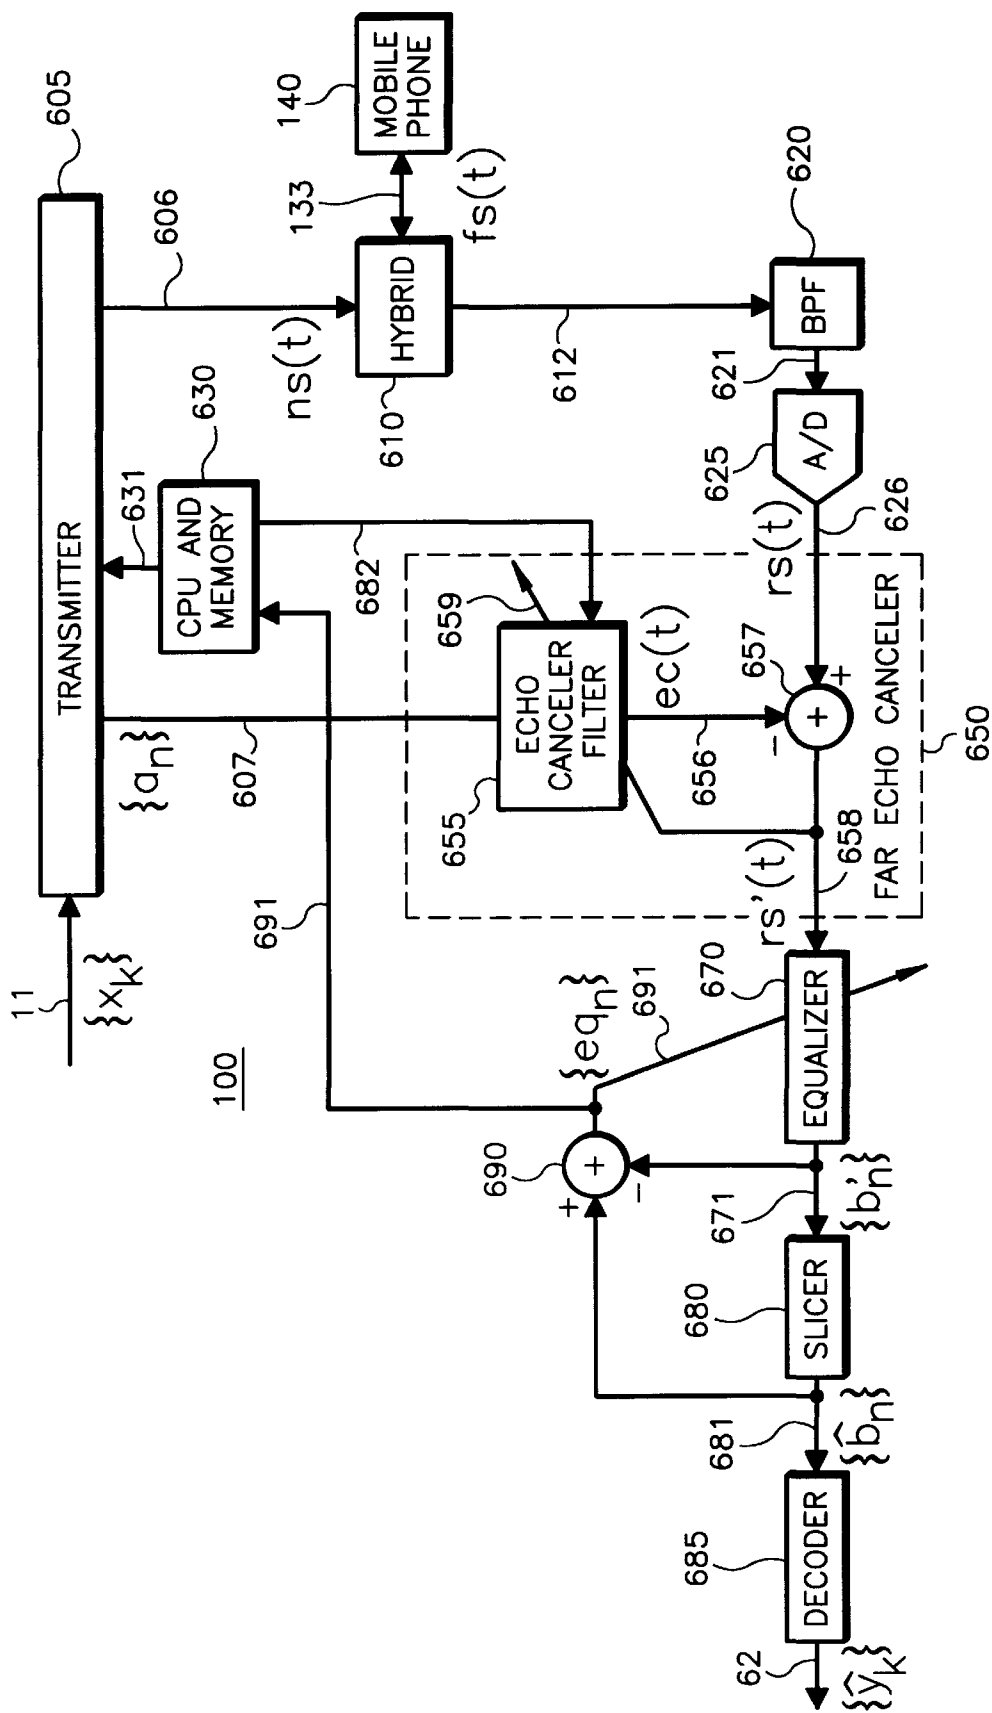 11
{x_k}
TRANSMITTER
605
{a_n}
607
631
CPU AND
MEMORY
630
606
ns(t)
691
682
610
HYBRID
133
fs(t)
140
MOBILE
PHONE
100
655
ECHO
CANCELER
FILTER
659
612
690
+
+
−
{eq_n}
691
656
ec(t)
657
−
+
+
rs(t)
626
625
A/D
621
BPF
620
62
{ŷ_k}
685
DECODER
681
{b̂_n}
680
SLICER
671
{b'_n}
670
EQUALIZER
rs'(t)
658
FAR ECHO CANCELER
650